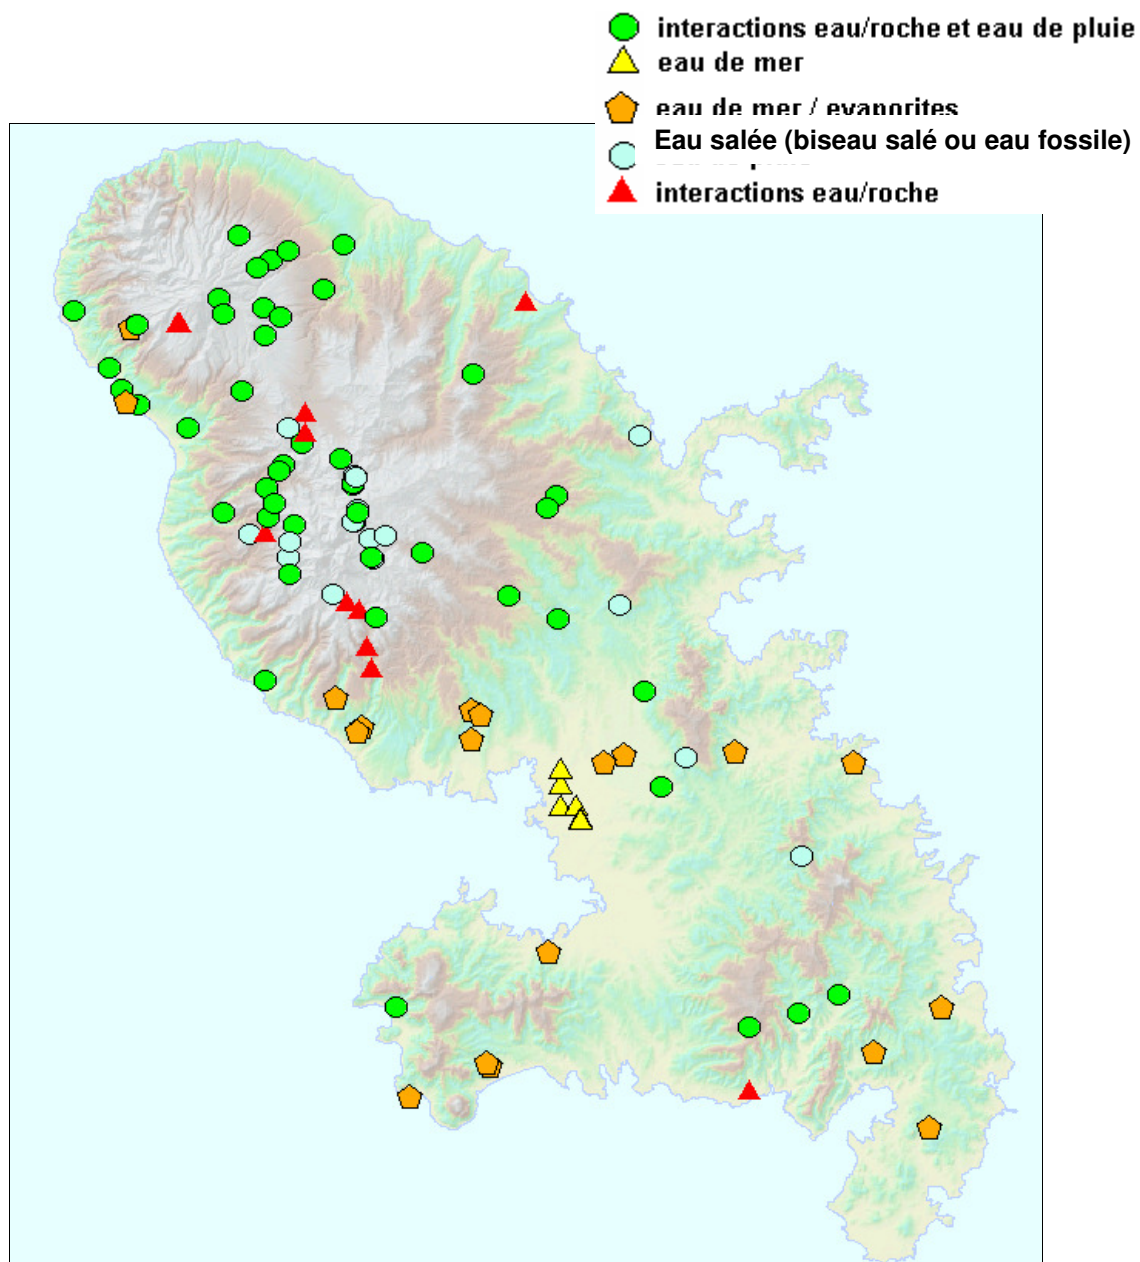 interactions eau/roche et eau de pluie
eau de mer
eau de mer / evaporites
Eau salée (biseau salé ou eau fossile)
interactions eau/roche